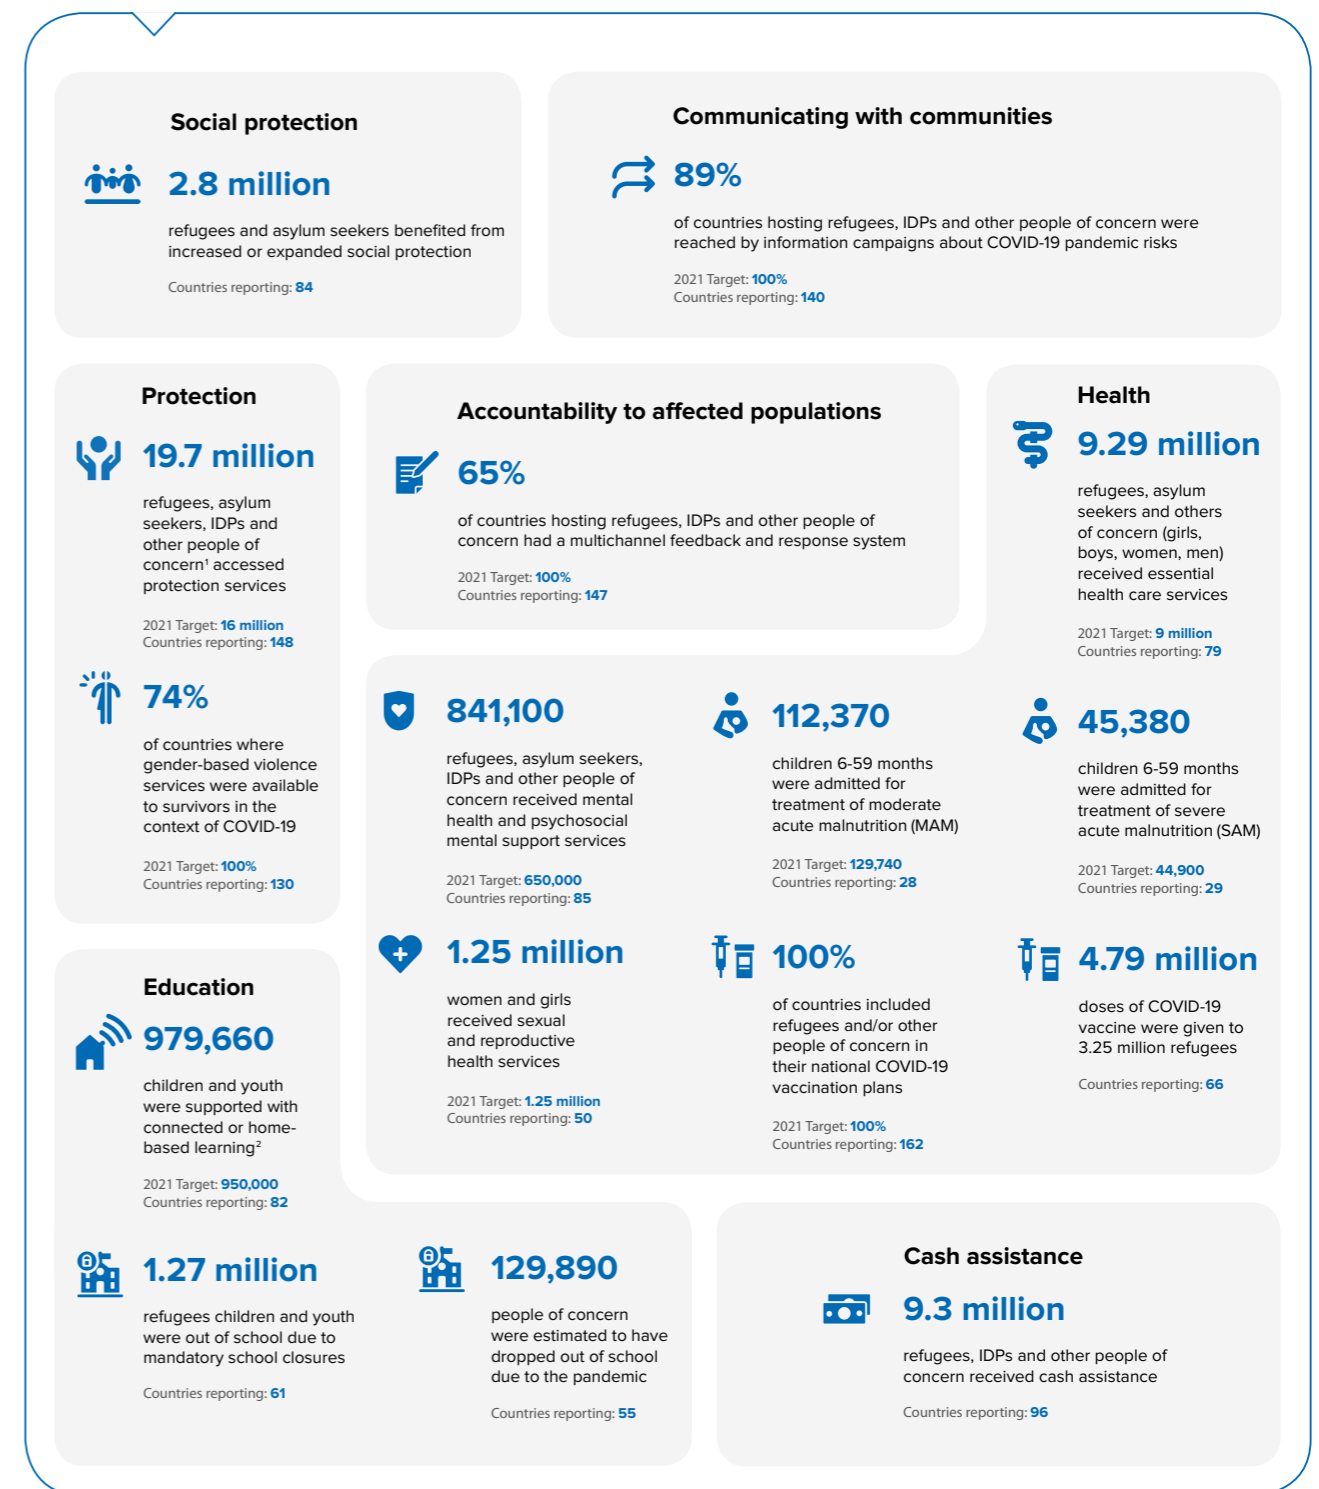 Social protection
2.8 million
refugees and asylum seekers benefited from
increased or expanded social protection
Countries reporting: 84
Communicating with communities
89%
of countries hosting refugees, IDPs and other people of concern were
reached by information campaigns about COVID-19 pandemic risks
2021 Target: 100%
Countries reporting: 140
Protection
19.7 million
refugees, asylum
seekers, IDPs and
other people of
concern¹ accessed
protection services
2021 Target: 16 million
Countries reporting: 148
74%
of countries where
gender-based violence
services were available
to survivors in the
context of COVID-19
2021 Target: 100%
Countries reporting: 130
Accountability to affected populations
65%
of countries hosting refugees, IDPs and other people of
concern had a multichannel feedback and response system
2021 Target: 100%
Countries reporting: 147
Health
9.29 million
refugees, asylum
seekers and others
of concern (girls,
boys, women, men)
received essential
health care services
2021 Target: 9 million
Countries reporting: 79
841,100
refugees, asylum seekers,
IDPs and other people of
concern received mental
health and psychosocial
mental support services
2021 Target: 650,000
Countries reporting: 85
112,370
children 6-59 months
were admitted for
treatment of moderate
acute malnutrition (MAM)
2021 Target: 129,740
Countries reporting: 28
45,380
children 6-59 months
were admitted for
treatment of severe
acute malnutrition (SAM)
2021 Target: 44,900
Countries reporting: 29
1.25 million
women and girls
received sexual
and reproductive
health services
2021 Target: 1.25 million
Countries reporting: 50
100%
of countries included
refugees and/or other
people of concern in
their national COVID-19
vaccination plans
2021 Target: 100%
Countries reporting: 162
4.79 million
doses of COVID-19
vaccine were given to
3.25 million refugees
Countries reporting: 66
Education
979,660
children and youth
were supported with
connected or home-
based learning²
2021 Target: 950,000
Countries reporting: 82
1.27 million
refugees children and youth
were out of school due to
mandatory school closures
Countries reporting: 61
129,890
people of concern
were estimated to have
dropped out of school
due to the pandemic
Countries reporting: 55
Cash assistance
9.3 million
refugees, IDPs and other people of
concern received cash assistance
Countries reporting: 96